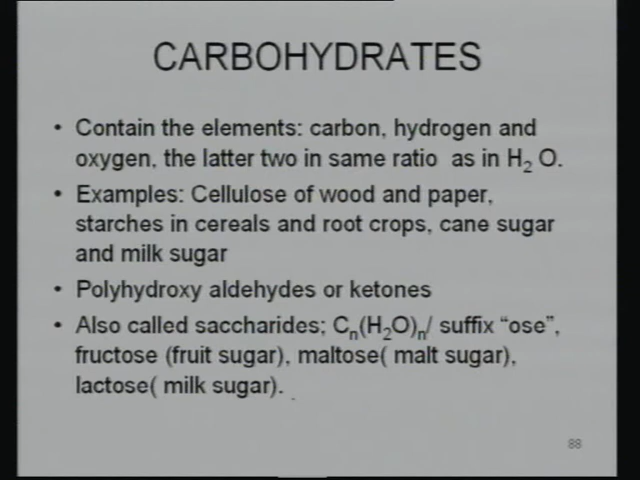 CARBOHYDRATES
• Contain the elements: carbon, hydrogen and
oxygen, the latter two in same ratio as in H₂ O.
• Examples: Cellulose of wood and paper,
starches in cereals and root crops, cane sugar
and milk sugar
• Polyhydroxy aldehydes or ketones
• Also called saccharides; Cₙ(H₂O)ₙ/ suffix “ose”,
fructose (fruit sugar), maltose( malt sugar),
lactose( milk sugar).
88